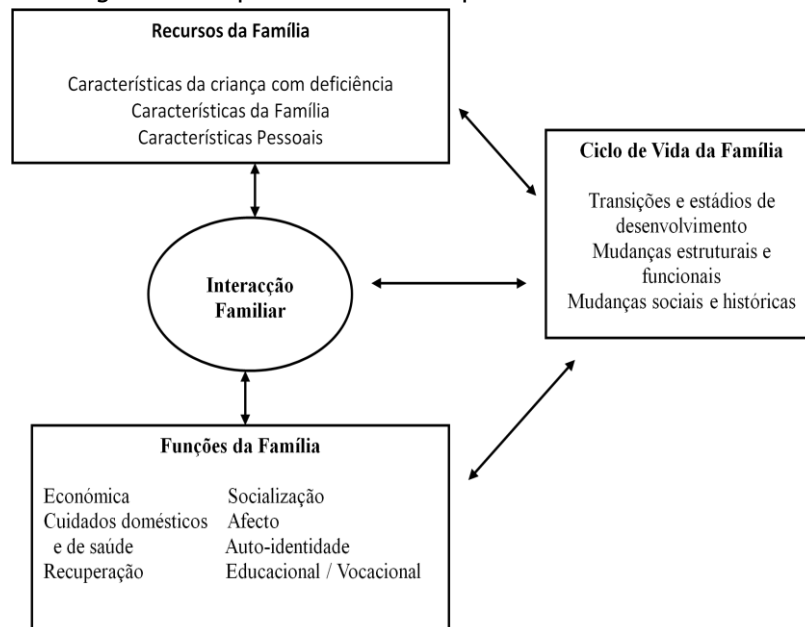 Recursos da Família
Características da criança com deficiência
Características da Família
Características Pessoais
Ciclo de Vida da Família
Transições e estádios de
desenvolvimento
Mudanças estruturais e
funcionais
Mudanças sociais e históricas
Interacção
Familiar
Funções da Família
Económica
Cuidados domésticos
e de saúde
Recuperação
Socialização
Afecto
Auto-identidade
Educacional / Vocacional